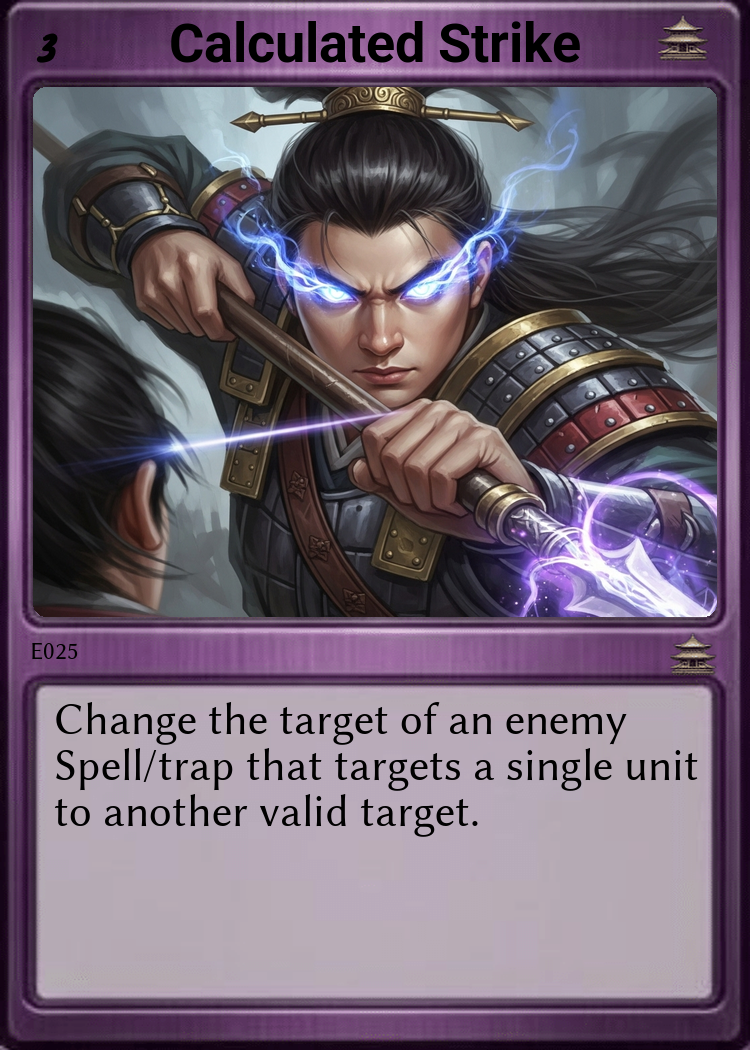 3
Calculated Strike
E025
Change the target of an enemy
Spell/trap that targets a single unit
to another valid target.